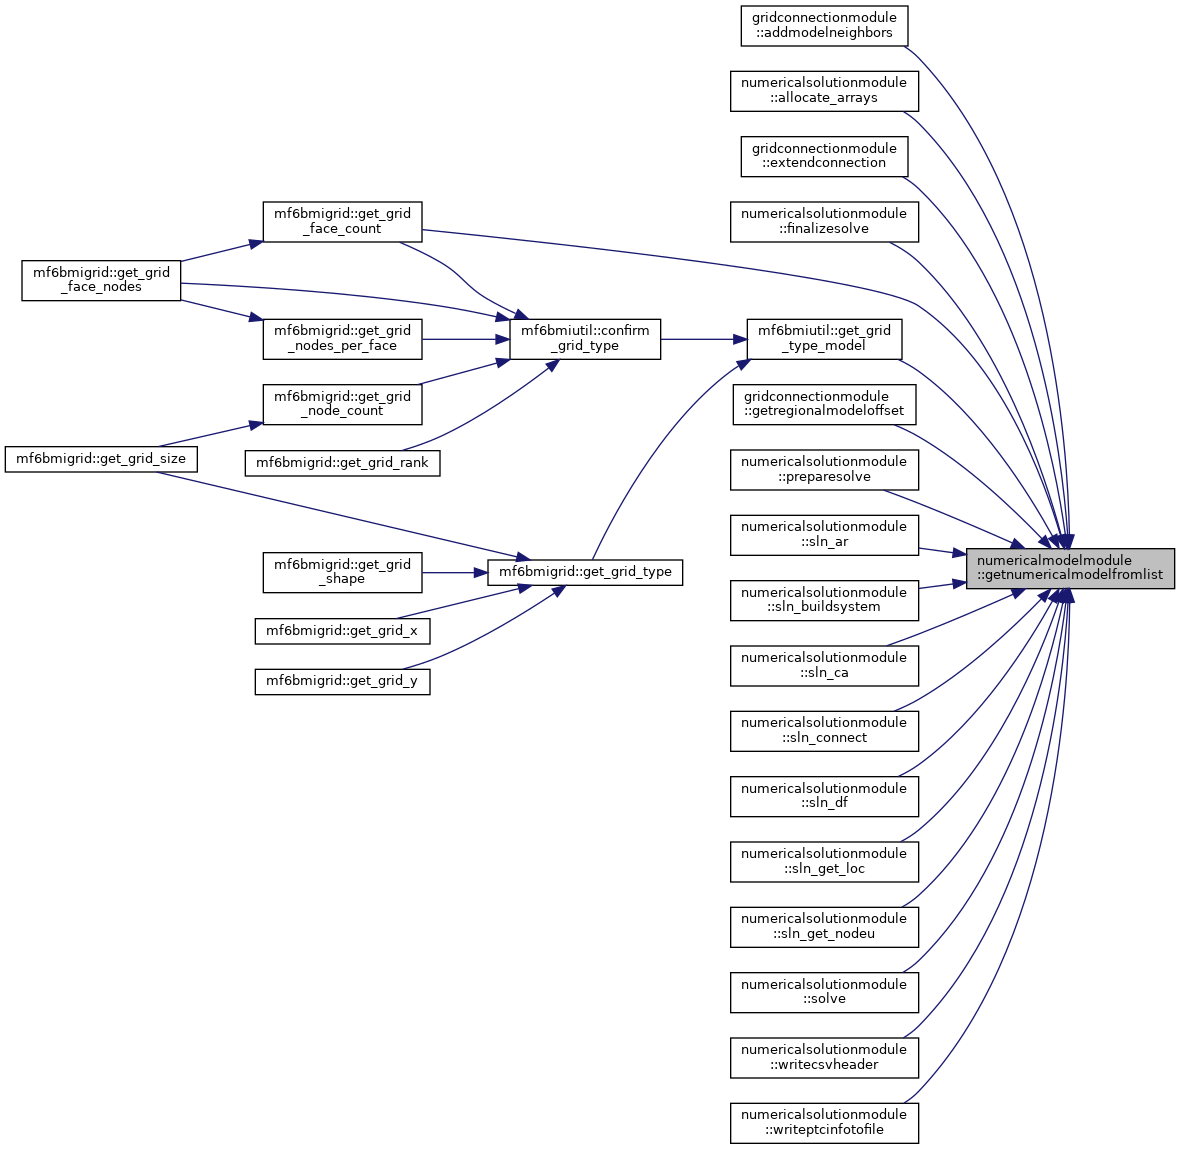 gridconnectionmodule
::addmodelneighbors
numericalsolutionmodule
::allocate_arrays
gridconnectionmodule
::extendconnection
numericalsolutionmodule
::finalizesolve
mf6bmigrid::get_grid
_face_count
mf6bmigrid::get_grid
_face_nodes
mf6bmigrid::get_grid
_nodes_per_face
mf6bmiutil::confirm
_grid_type
mf6bmiutil::get_grid
_type_model
mf6bmigrid::get_grid
_node_count
gridconnectionmodule
::getregionalmodeloffset
mf6bmigrid::get_grid_size
mf6bmigrid::get_grid_rank
numericalsolutionmodule
::preparesolve
numericalsolutionmodule
::sln_ar
mf6bmigrid::get_grid
_shape
mf6bmigrid::get_grid_type
numericalmodelmodule
::getnumericalmodelfromlist
numericalsolutionmodule
::sln_buildsystem
mf6bmigrid::get_grid_x
mf6bmigrid::get_grid_y
numericalsolutionmodule
::sln_ca
numericalsolutionmodule
::sln_connect
numericalsolutionmodule
::sln_df
numericalsolutionmodule
::sln_get_loc
numericalsolutionmodule
::sln_get_nodeu
numericalsolutionmodule
::solve
numericalsolutionmodule
::writecsvheader
numericalsolutionmodule
::writeptcinfotofile